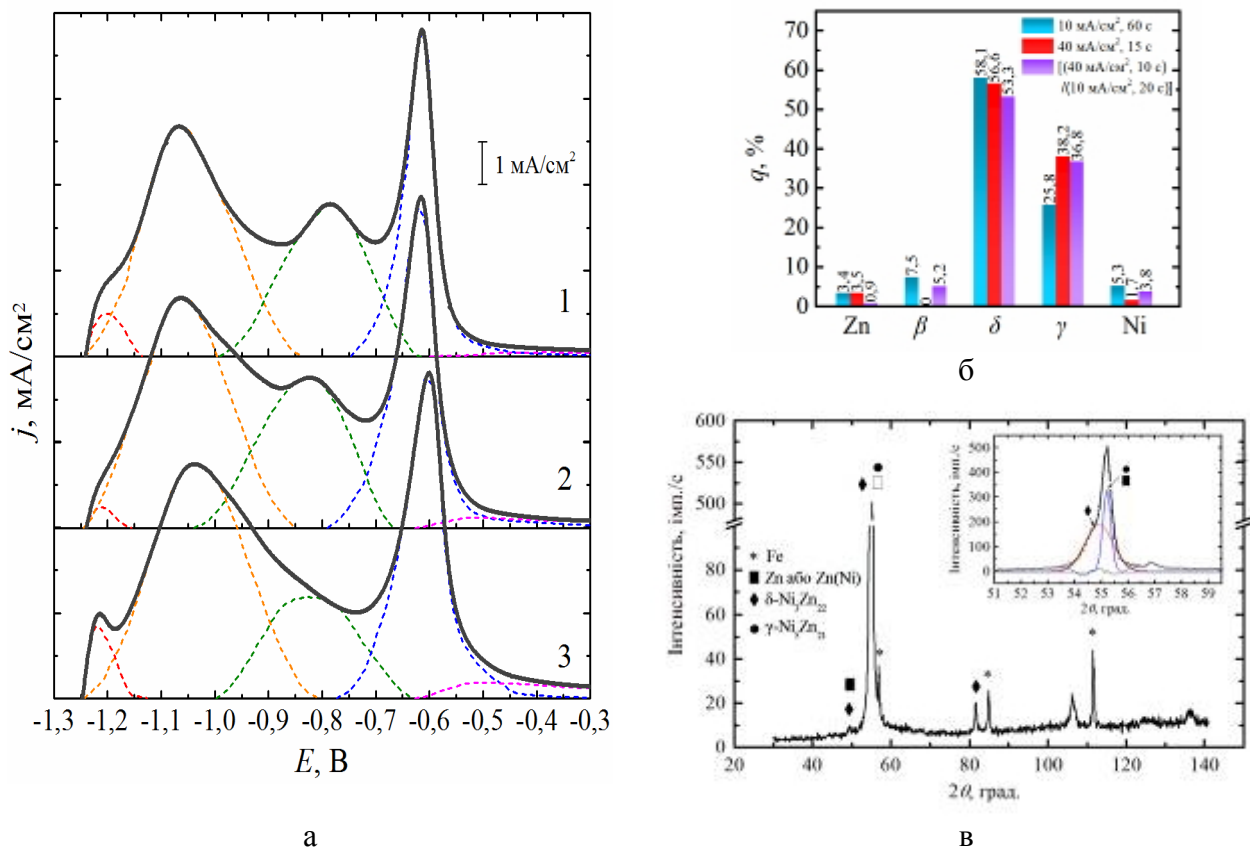 j, мА/см²
1 мА/см²
1
2
3
-1,3 -1,2 -1,1 -1,0 -0,9 -0,8 -0,7 -0,6 -0,5 -0,4 -0,3
E, В
а
q, %
70
60
50
40
30
20
10
0
10 мА/см², 60 с
40 мА/см², 15 с
[(40 мА/см², 10 с)
/(10 мА/см², 20 с)]
3,4 3,5 0,9
7,5 0 5,2
58,1 56,6 53,3
25,8 38,2 36,8
5,3 1,7 3,8
Zn β δ γ Ni
б
Інтенсивність, імп./с
600
550
500
80
60
40
20
0
* Fe
■ Zn або Zn(Ni)
♦ δ-Ni₃Zn₂₂
● γ-Ni₅Zn₂₁
Інтенсивність, імп./с
500
400
300
200
100
0
51 52 53 54 55 56 57 58 59
2θ, град.
20 40 60 80 100 120 140
2θ, град.
в